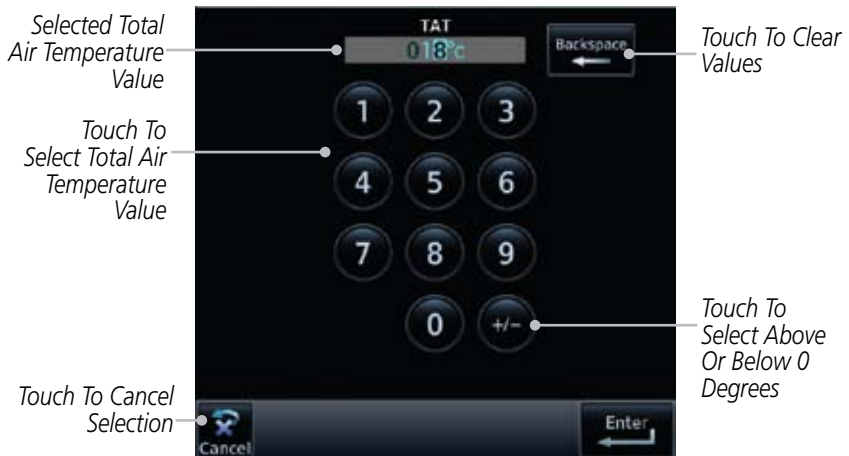 Selected Total
Air Temperature
Value
TAT
018°c
Backspace
Touch To Clear
Values
Touch To
Select Total Air
Temperature
Value
1 2 3
4 5 6
7 8 9
0 +/-
Touch To
Select Above
Or Below 0
Degrees
Touch To Cancel
Selection
Cancel
Enter